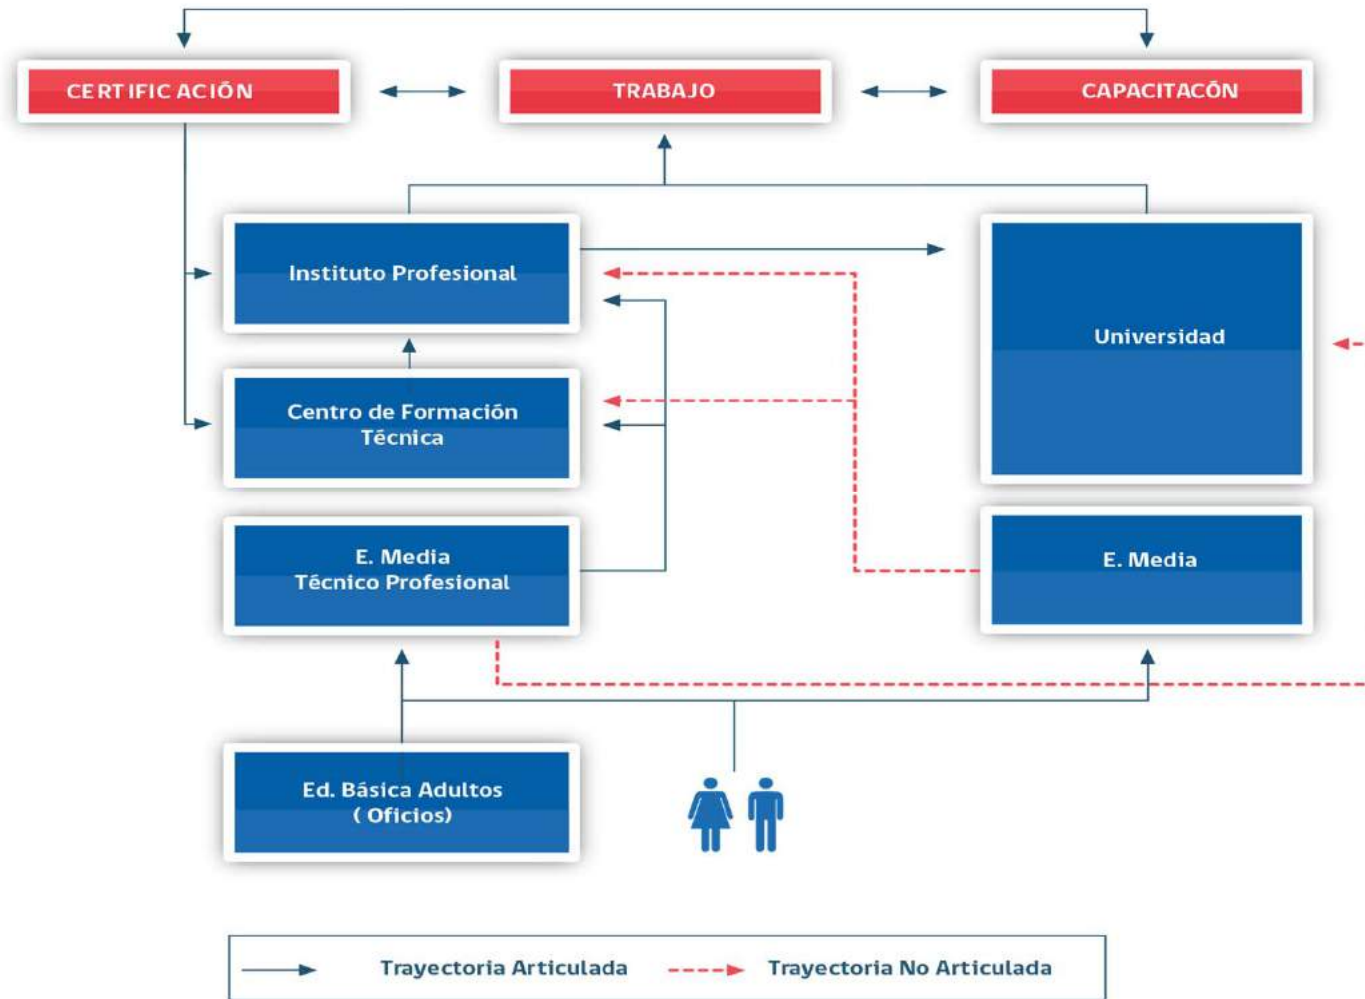 CERTIFICACIÓN
TRABAJO
CAPACITACÓN
Instituto Profesional
Universidad
Centro de Formación
Técnica
E. Media
Técnico Profesional
E. Media
Ed. Básica Adultos
( Oficios)
Trayectoria Articulada
Trayectoria No Articulada